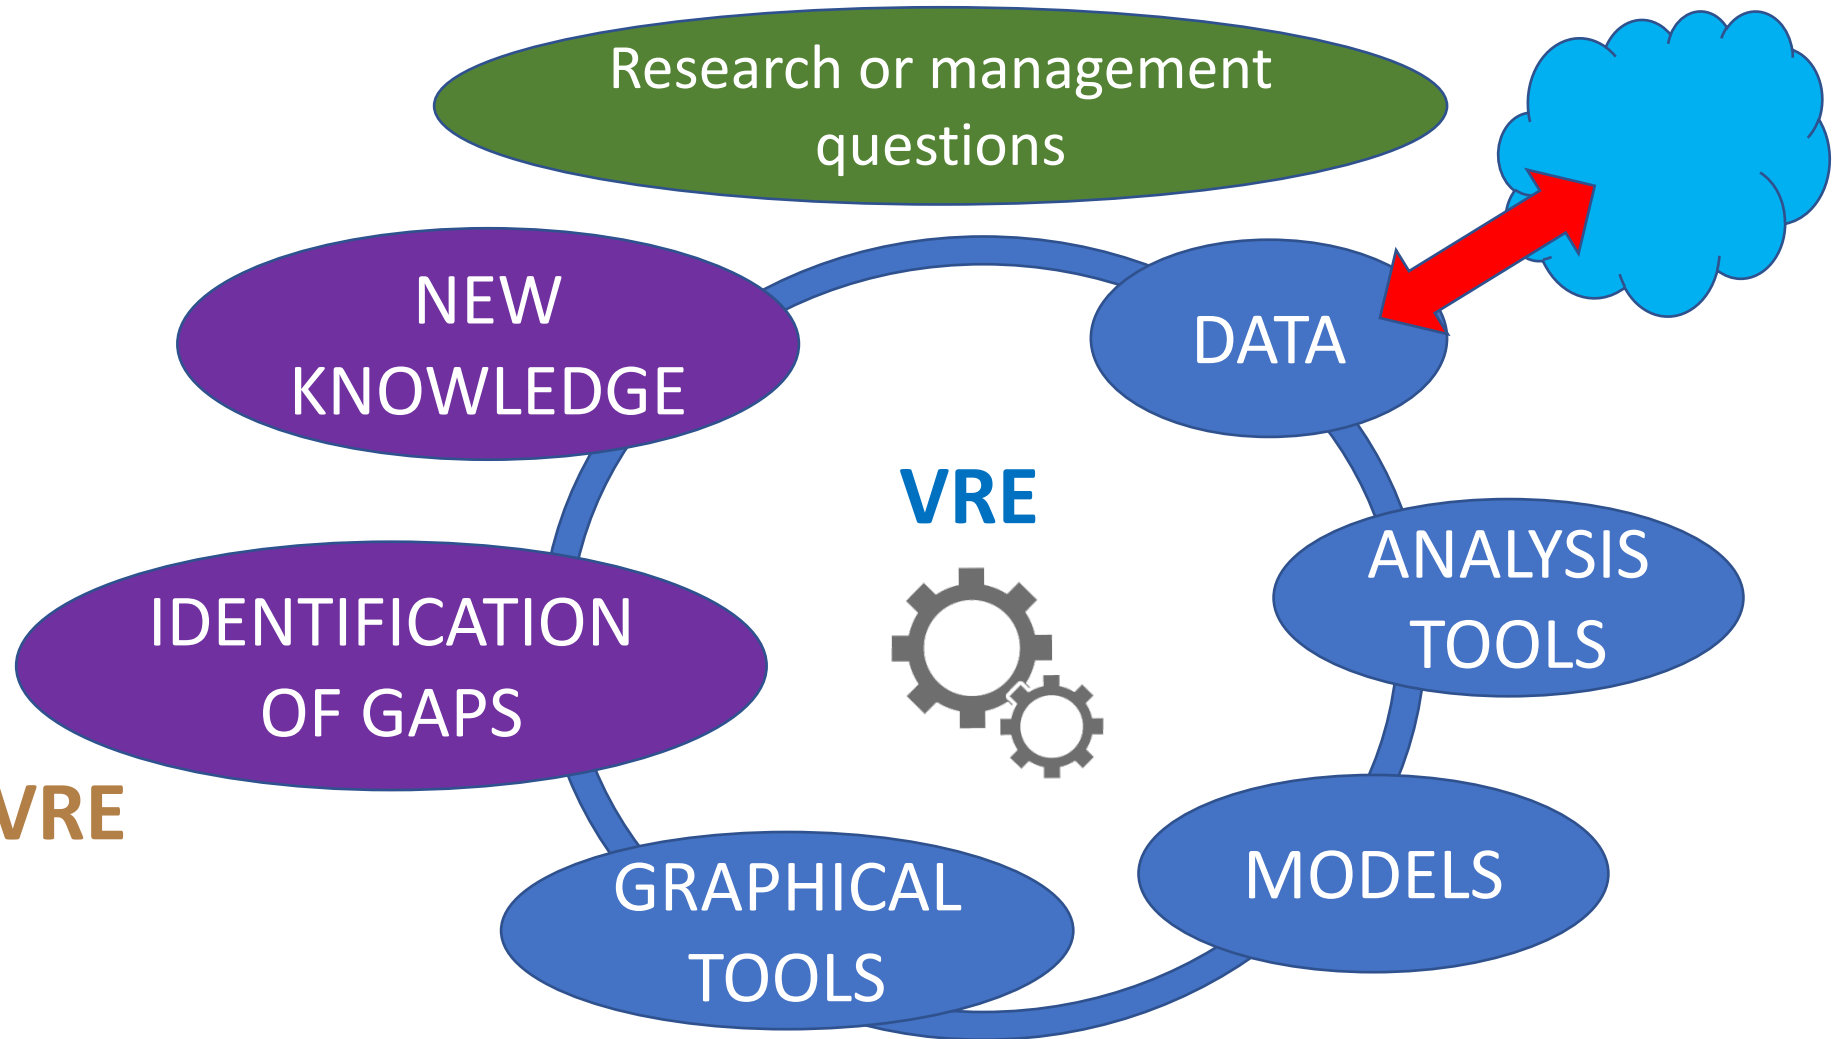 Research or management
questions
NEW
KNOWLEDGE
DATA
VRE
ANALYSIS
TOOLS
IDENTIFICATION
OF GAPS
VRE
MODELS
GRAPHICAL
TOOLS